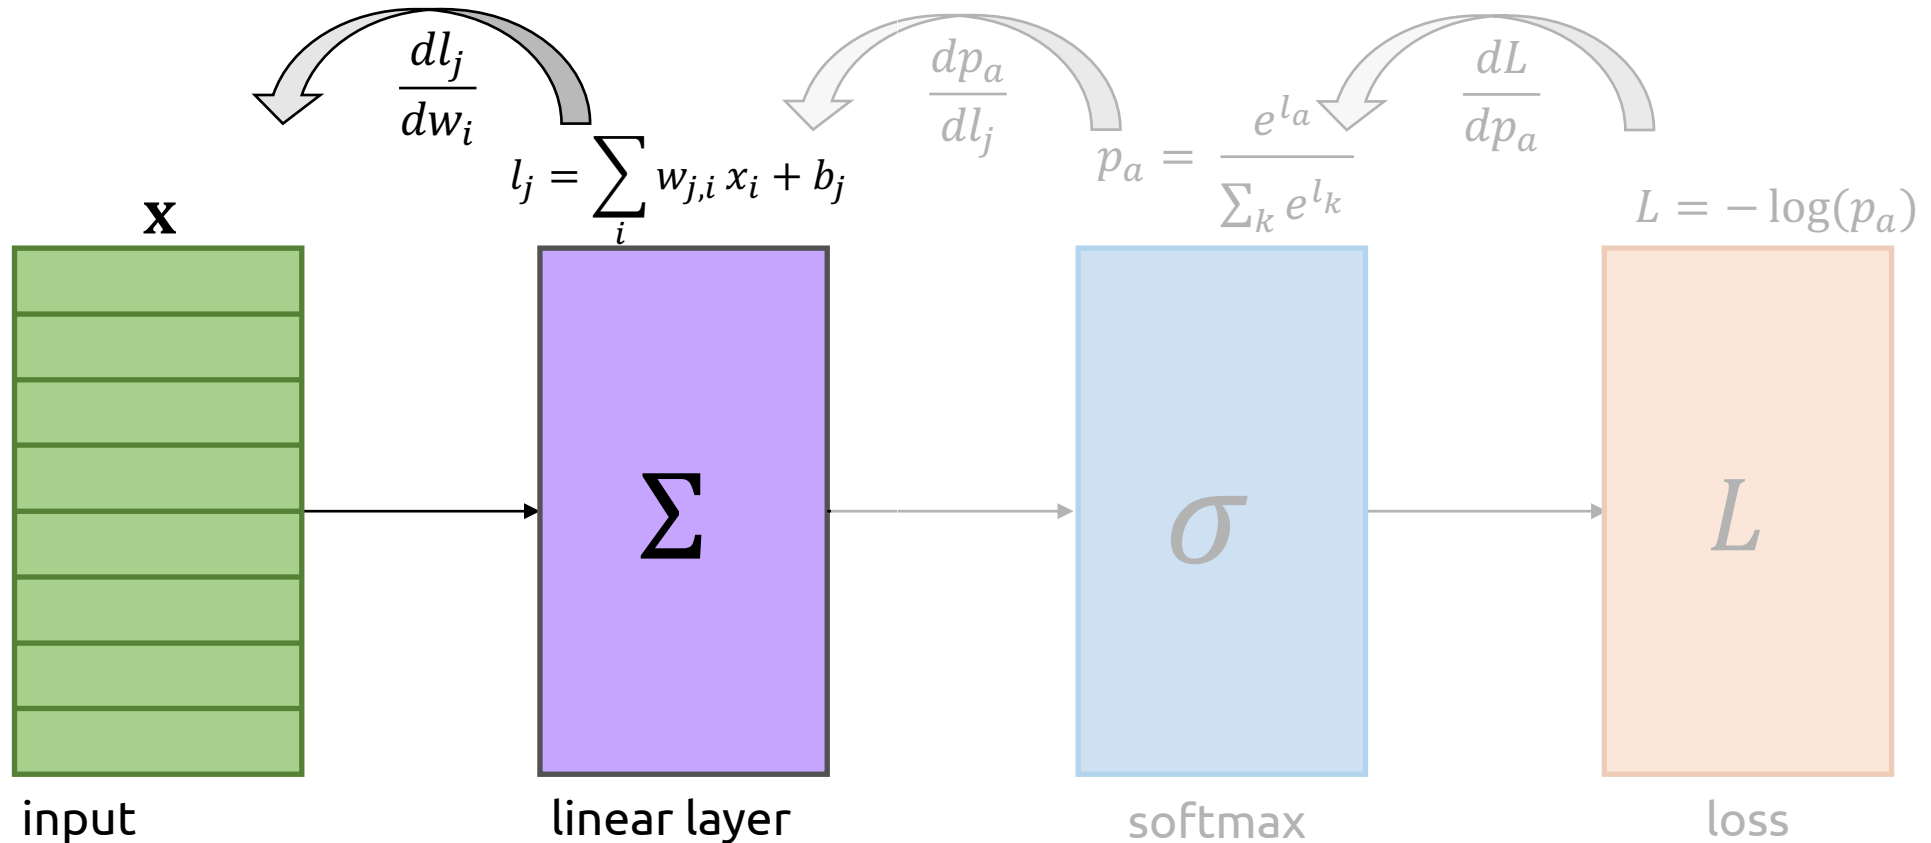 dl_j / dw_i
dp_a / dl_j
dL / dp_a
x
l_j = ∑_i w_{j,i} x_i + b_j
p_a = e^{l_a} / ∑_k e^{l_k}
L = − log(p_a)
Σ
σ
L
input
linear layer
softmax
loss